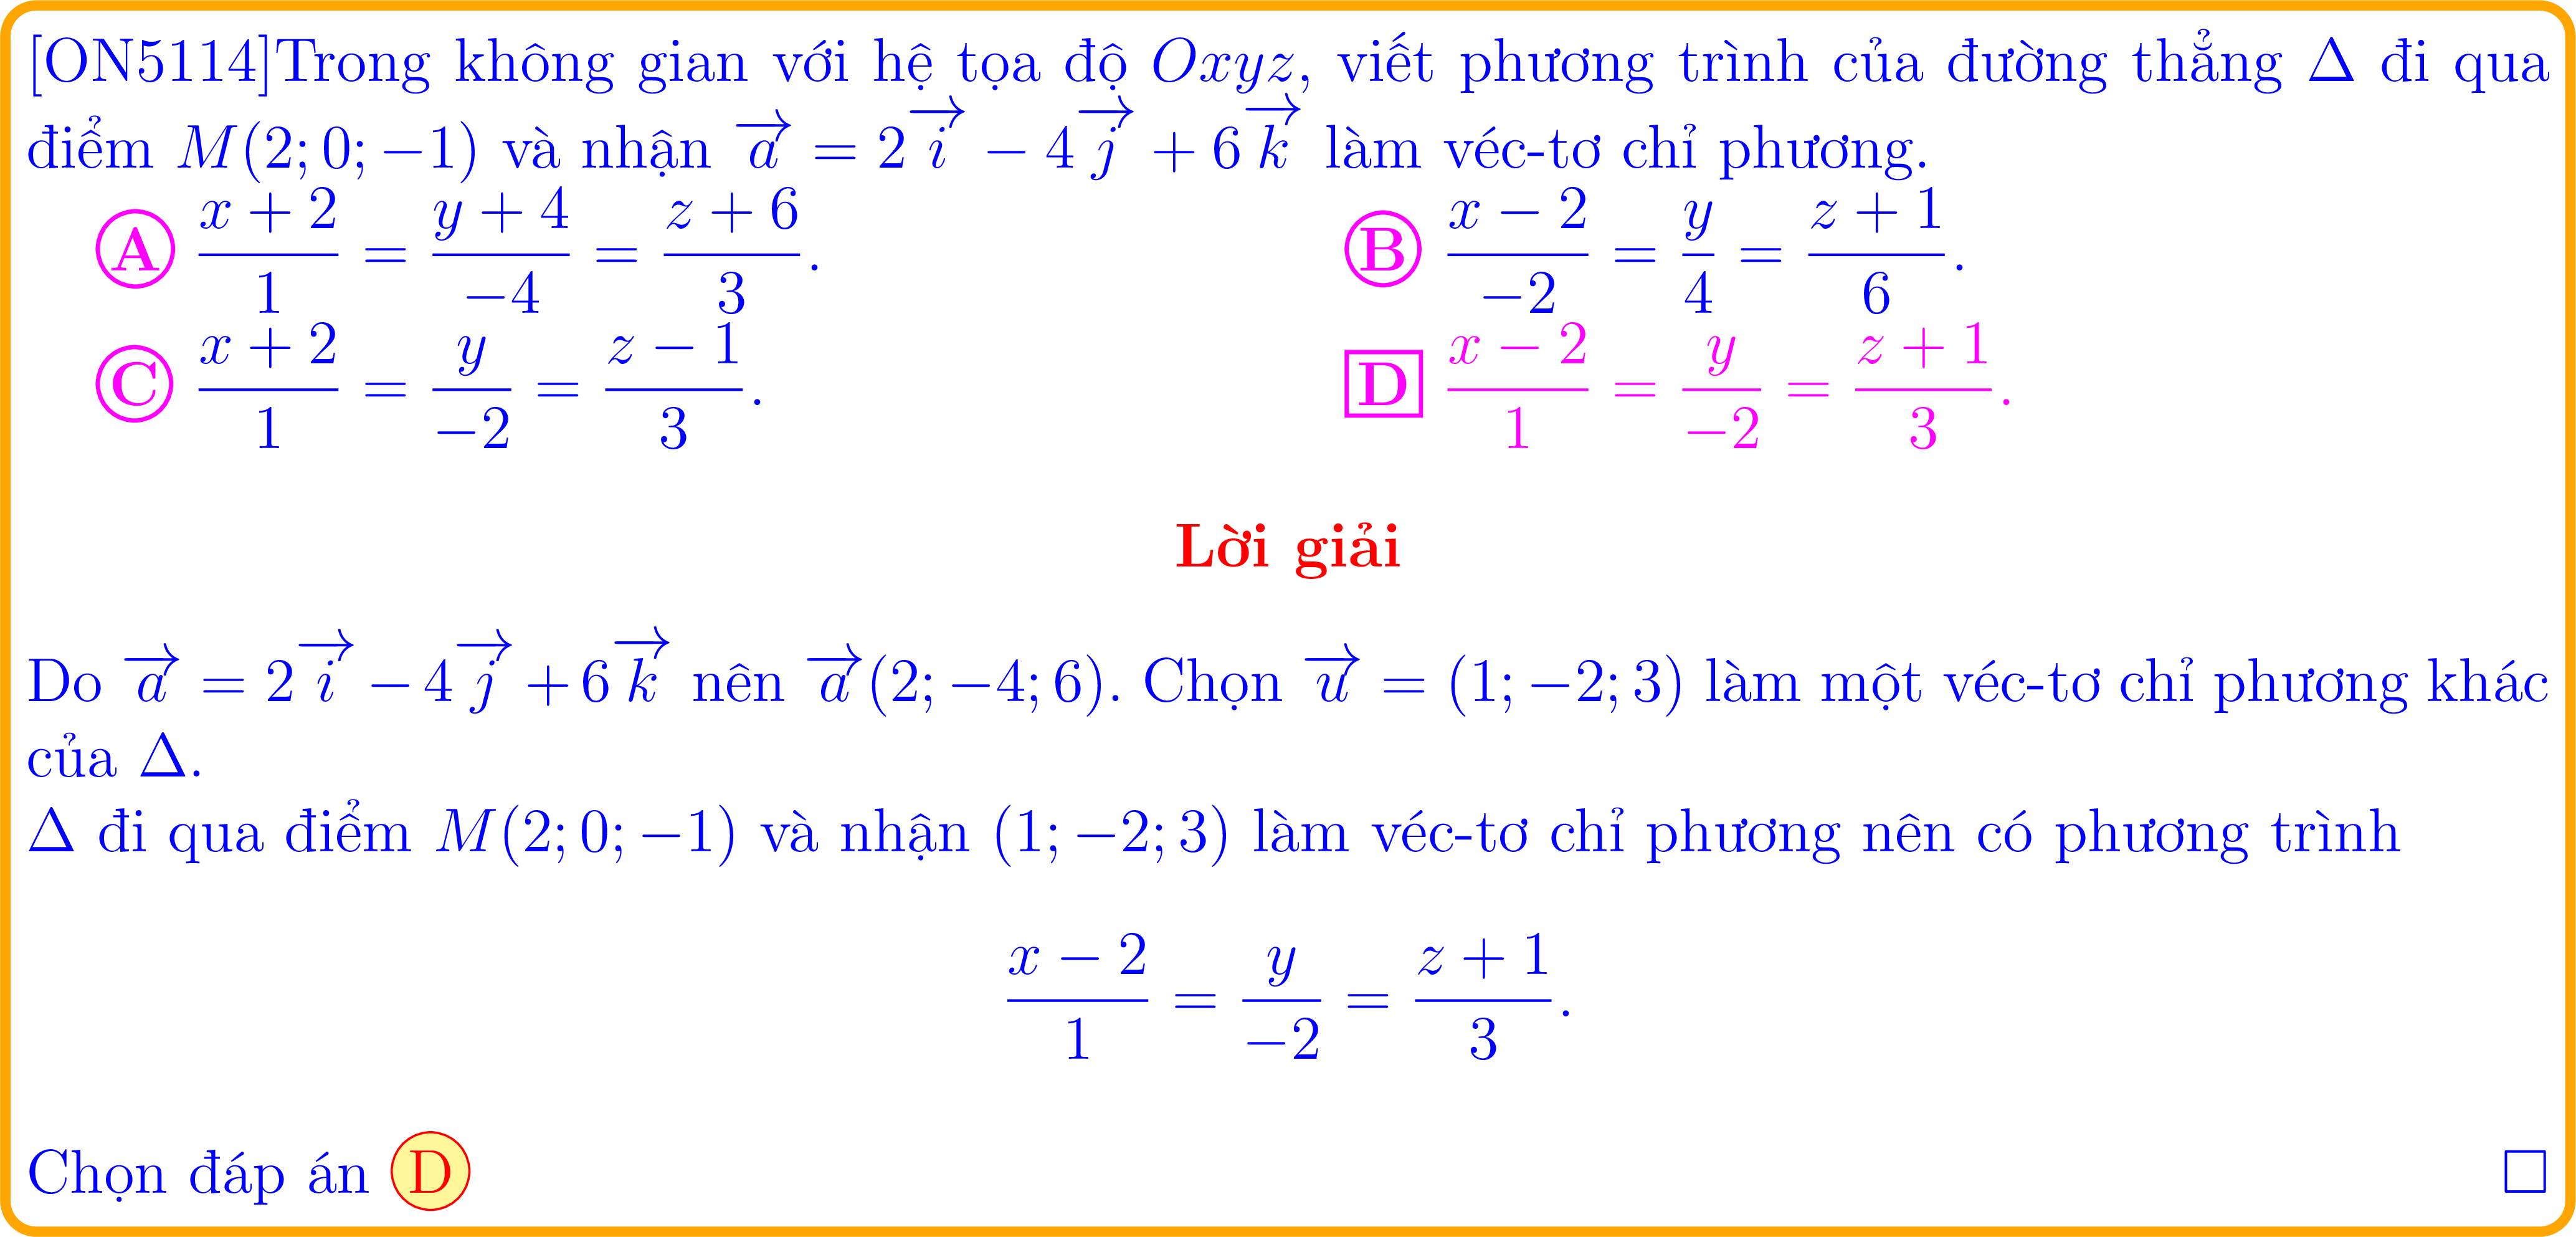 [ON5114]Trong không gian với hệ tọa độ $Oxyz$, viết phương trình của đường thẳng $\Delta$ đi qua
điểm $M(2; 0; -1)$ và nhận $\overrightarrow{a} = 2\overrightarrow{i} - 4\overrightarrow{j} + 6\overrightarrow{k}$ làm véc-tơ chỉ phương.
A $\frac{x+2}{1} = \frac{y+4}{-4} = \frac{z+6}{3}$. B $\frac{x-2}{-2} = \frac{y}{4} = \frac{z+1}{6}$.
C $\frac{x+2}{1} = \frac{y}{-2} = \frac{z-1}{3}$. D $\frac{x-2}{1} = \frac{y}{-2} = \frac{z+1}{3}$.
Lời giải
Do $\overrightarrow{a} = 2\overrightarrow{i} - 4\overrightarrow{j} + 6\overrightarrow{k}$ nên $\overrightarrow{a}(2; -4; 6)$. Chọn $\overrightarrow{u} = (1; -2; 3)$ làm một véc-tơ chỉ phương khác
của $\Delta$.
$\Delta$ đi qua điểm $M(2; 0; -1)$ và nhận $(1; -2; 3)$ làm véc-tơ chỉ phương nên có phương trình
$\frac{x-2}{1} = \frac{y}{-2} = \frac{z+1}{3}$.
Chọn đáp án D □